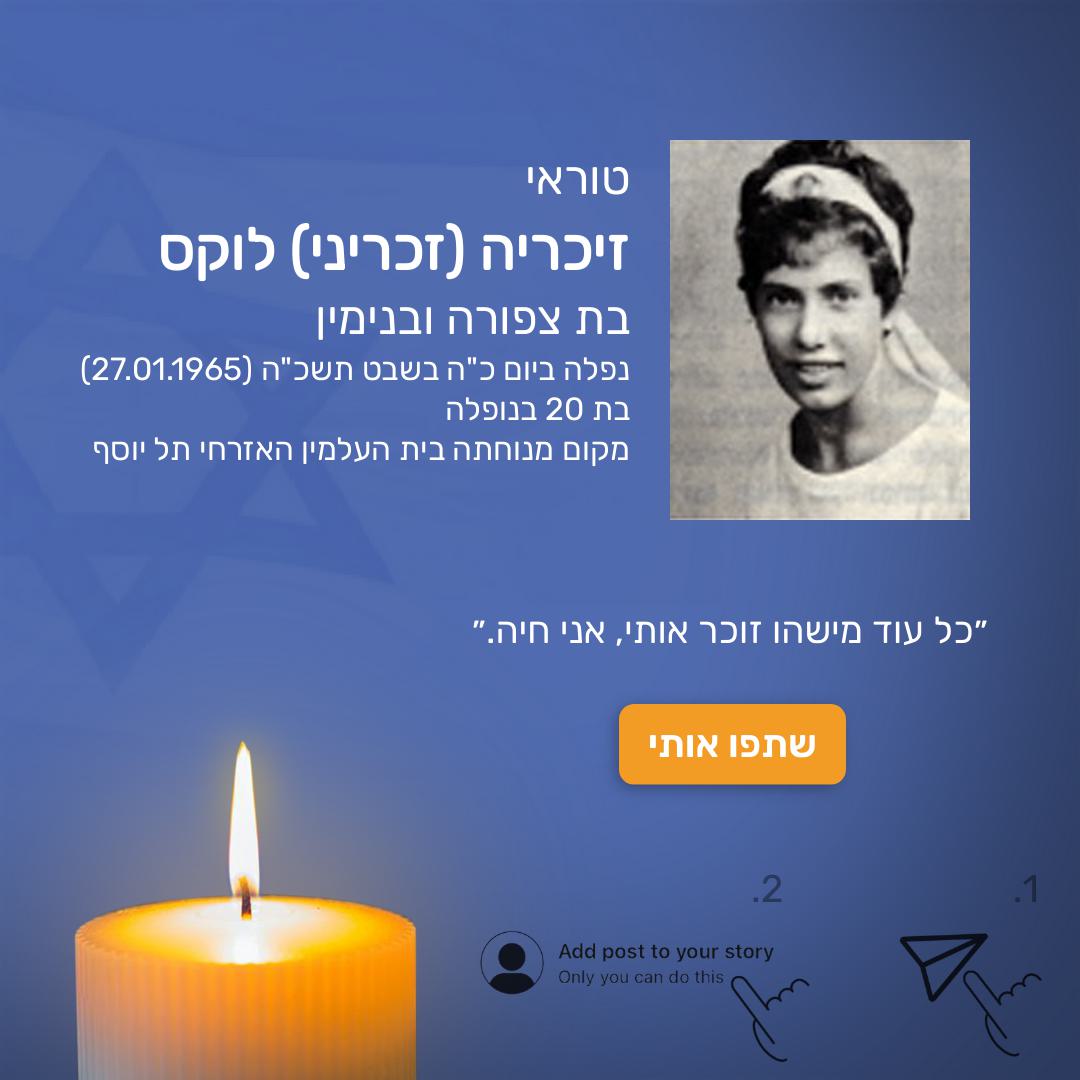 טוראי
זיכריה (זכריני) לוקס
בת צפורה ובנימין
נפלה ביום כ"ה בשבט תשכ"ה (27.01.1965)
בת 20 בנופלה
מקום מנוחתה בית העלמין האזרחי תל יוסף
״כל עוד מישהו זוכר אותי, אני חיה.״
שתפו אותי
.1
.2
Add post to your story
Only you can do this